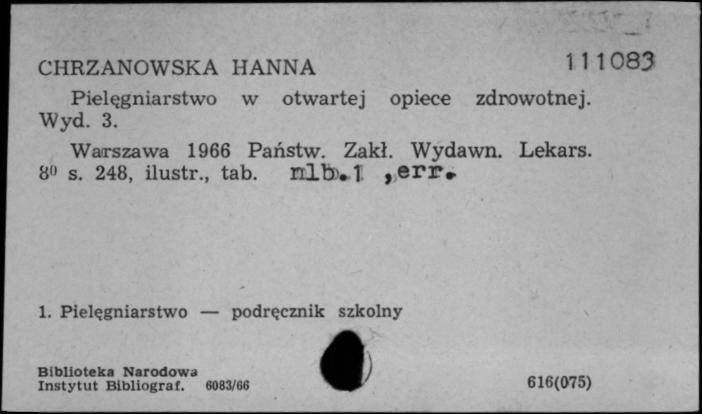 CHRZANOWSKA HANNA 111083
Pielęgniarstwo w otwartej opiece zdrowotnej.
Wyd. 3.
Warszawa 1966 Państw. Zakł. Wydawn. Lekars.
8⁰ s. 248, ilustr., tab. nlb.1 ,err.
1. Pielęgniarstwo — podręcznik szkolny
Biblioteka Narodowa
Instytut Bibliograf. 6083/66 616(075)